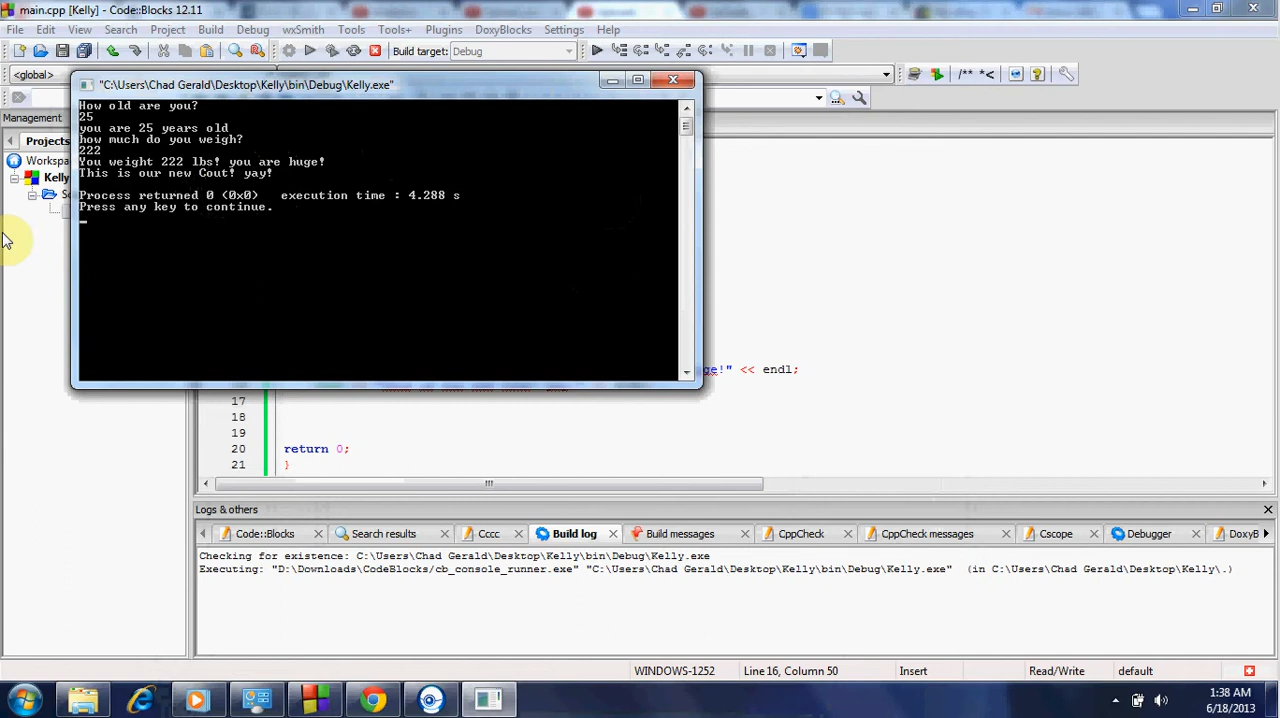 main.cpp [Kelly] - Code::Blocks 12.11
File Edit View Search Project Build Debug wxSmith Tools Tools+ Plugins DoxyBlocks Settings Help
Build target: Debug
<global>
/** *<
"C:\Users\Chad Gerald\Desktop\Kelly\bin\Debug\Kelly.exe"
How old are you?
25
you are 25 years old
how much do you weigh?
222
You weight 222 lbs! you are huge!
This is our new Cout! yay!
Process returned 0 (0x0) execution time : 4.288 s
Press any key to continue.
Management
Projects
Kelly
ge!" << endl;
17
18
19
20 return 0;
21 }
Logs & others
Code::Blocks Search results Cccc Build log Build messages CppCheck CppCheck messages Cscope Debugger DoxyB
Checking for existence: C:\Users\Chad Gerald\Desktop\Kelly\bin\Debug\Kelly.exe
Executing: "D:\Downloads\CodeBlocks/cb_console_runner.exe" "C:\Users\Chad Gerald\Desktop\Kelly\bin\Debug\Kelly.exe" (in C:\Users\Chad Gerald\Desktop\Kelly\.)
WINDOWS-1252 Line 16, Column 50 Insert Read/Write default
1:38 AM
6/18/2013